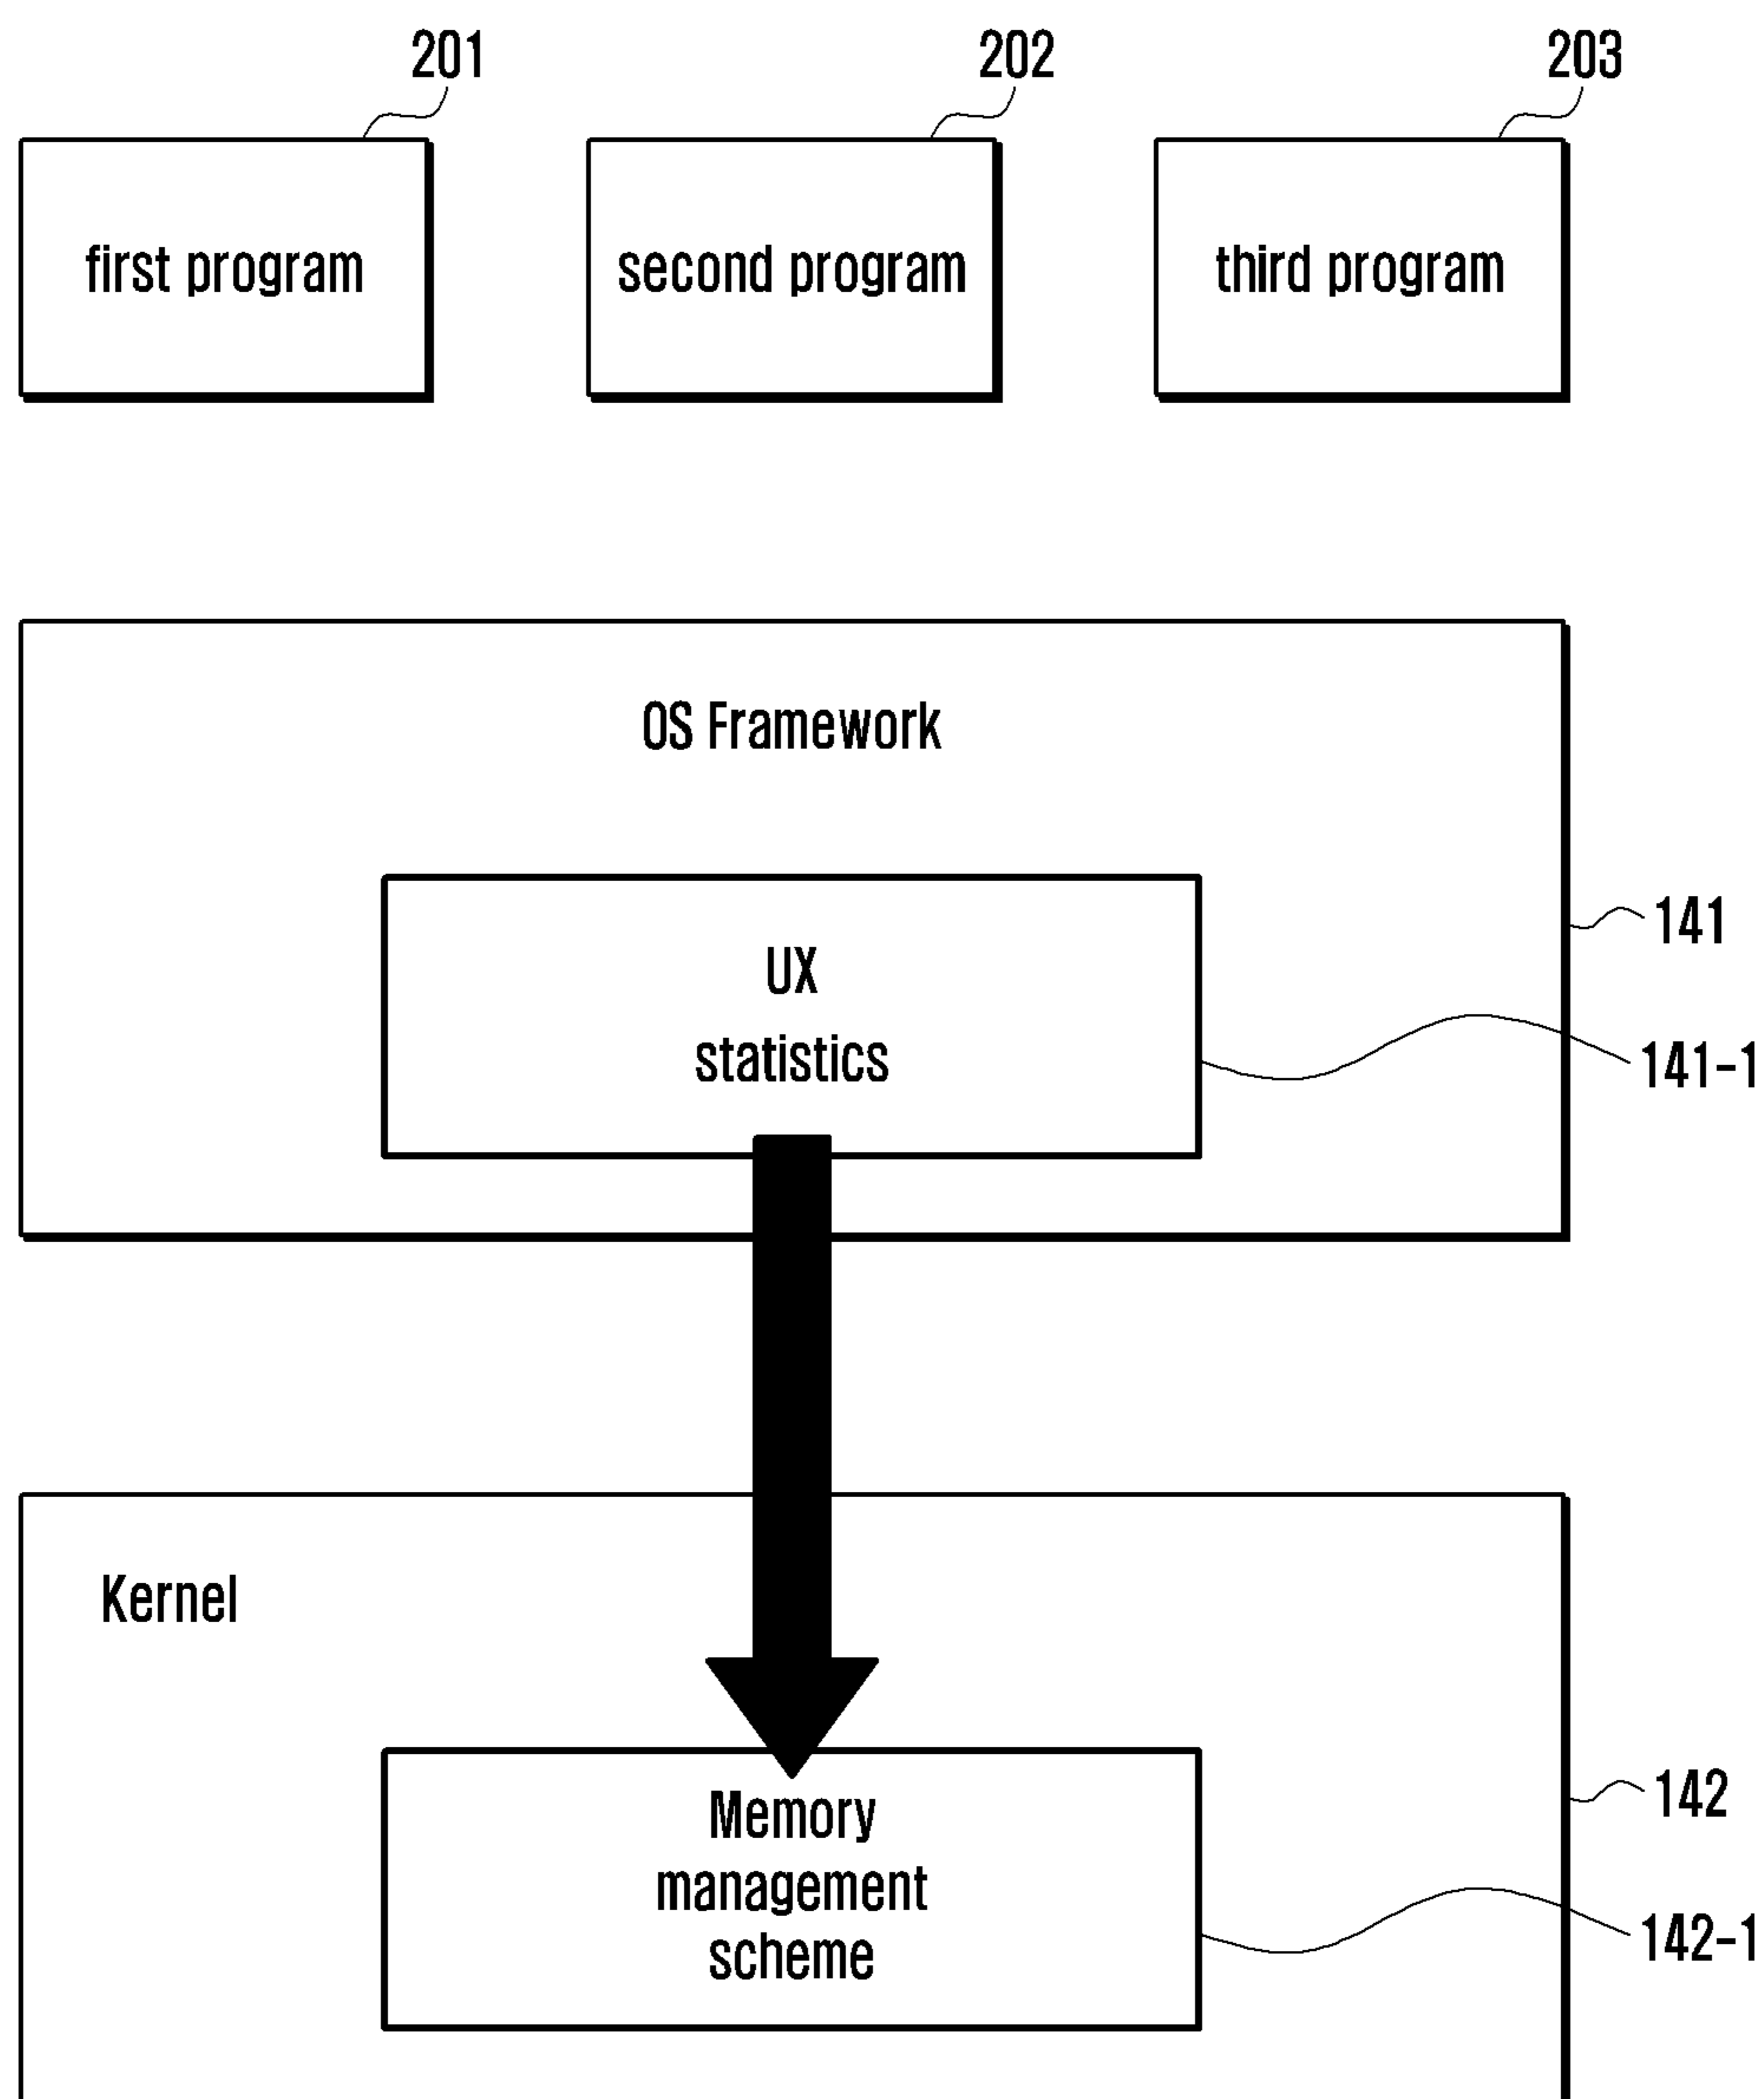 201
202
203
first program
second program
third program
OS Framework
141
UX
statistics
141-1
Kernel
142
Memory
management
scheme
142-1